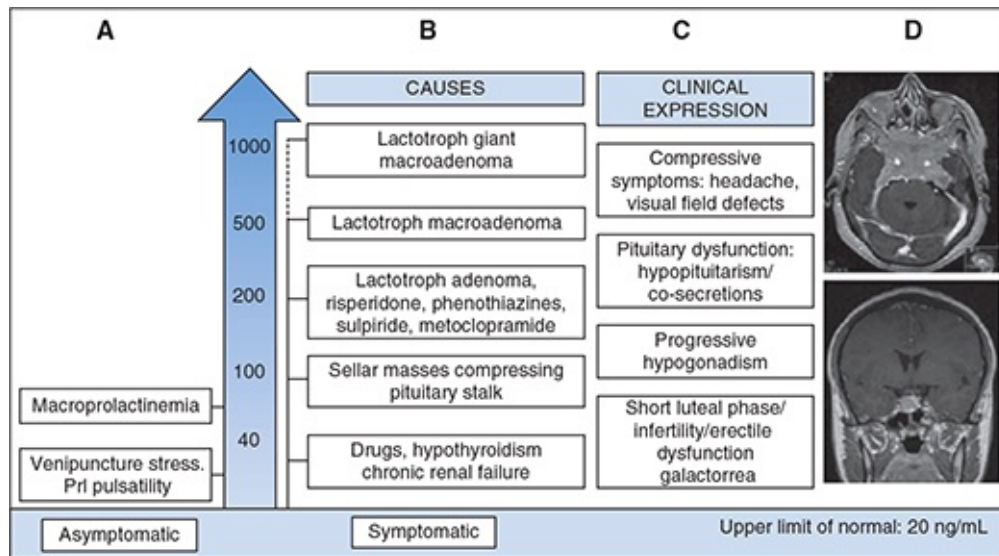 A
B
C
D
CAUSES
CLINICAL
EXPRESSION
1000
500
200
100
40
Macroprolactinemia
Venipuncture stress.
Prl pulsatility
Lactotroph giant
macroadenoma
Lactotroph macroadenoma
Lactotroph adenoma,
risperidone, phenothiazines,
sulpiride, metoclopramide
Sellar masses compressing
pituitary stalk
Drugs, hypothyroidism
chronic renal failure
Compressive
symptoms: headache,
visual field defects
Pituitary dysfunction:
hypopituitarism/
co-secretions
Progressive
hypogonadism
Short luteal phase/
infertility/erectile
dysfunction
galactorrea
Asymptomatic
Symptomatic
Upper limit of normal: 20 ng/mL